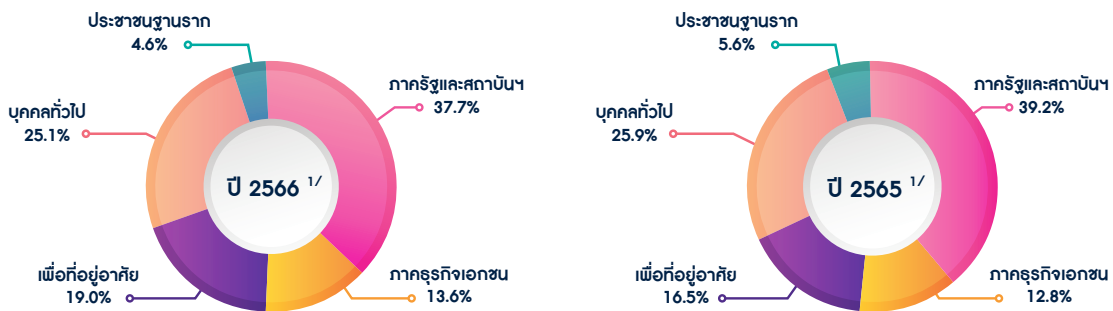 ประชาชนฐานราก
4.6%
ภาครัฐและสถาบันฯ
37.7%
บุคคลทั่วไป
25.1%
ปี 2566 1/
เพื่อที่อยู่อาศัย
19.0%
ภาคธุรกิจเอกชน
13.6%
ประชาชนฐานราก
5.6%
ภาครัฐและสถาบันฯ
39.2%
บุคคลทั่วไป
25.9%
ปี 2565 1/
เพื่อที่อยู่อาศัย
16.5%
ภาคธุรกิจเอกชน
12.8%